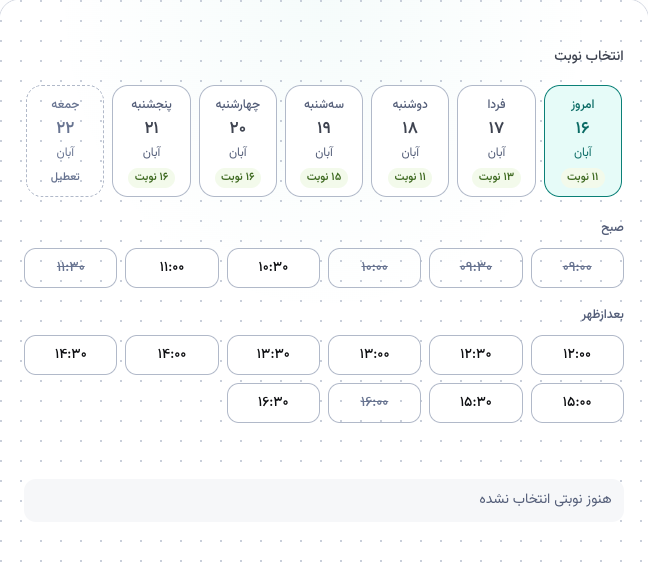 انتخاب نوبت
امروز فردا دوشنبه سه‌شنبه چهارشنبه پنجشنبه جمعه
۱۶ ۱۷ ۱۸ ۱۹ ۲۰ ۲۱ ۲۲
آبان آبان آبان آبان آبان آبان آبان
۱۱ نوبت ۱۳ نوبت ۱۱ نوبت ۱۵ نوبت ۱۶ نوبت ۱۶ نوبت تعطیل
صبح
۰۹:۰۰ ۰۹:۳۰ ۱۰:۰۰ ۱۰:۳۰ ۱۱:۰۰ ۱۱:۳۰
بعدازظهر
۱۲:۰۰ ۱۲:۳۰ ۱۳:۰۰ ۱۳:۳۰ ۱۴:۰۰ ۱۴:۳۰
۱۵:۰۰ ۱۵:۳۰ ۱۶:۰۰ ۱۶:۳۰
هنوز نوبتی انتخاب نشده